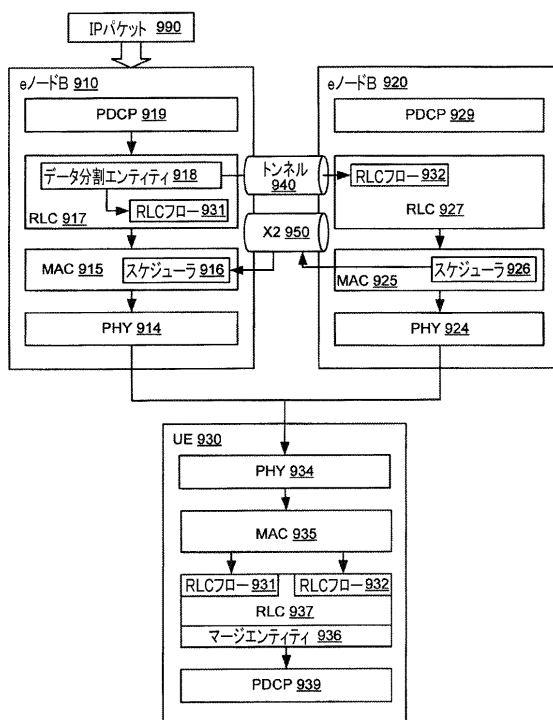 IPパケット 990
eノードB 910
PDCP 919
データ分割エンティティ 918
RLCフロー 931
RLC 917
MAC 915
スケジューラ 916
PHY 914
トンネル 940
X2 950
eノードB 920
PDCP 929
RLCフロー 932
RLC 927
スケジューラ 926
MAC 925
PHY 924
UE 930
PHY 934
MAC 935
RLCフロー 931
RLCフロー 932
RLC 937
マージエンティティ 936
PDCP 939